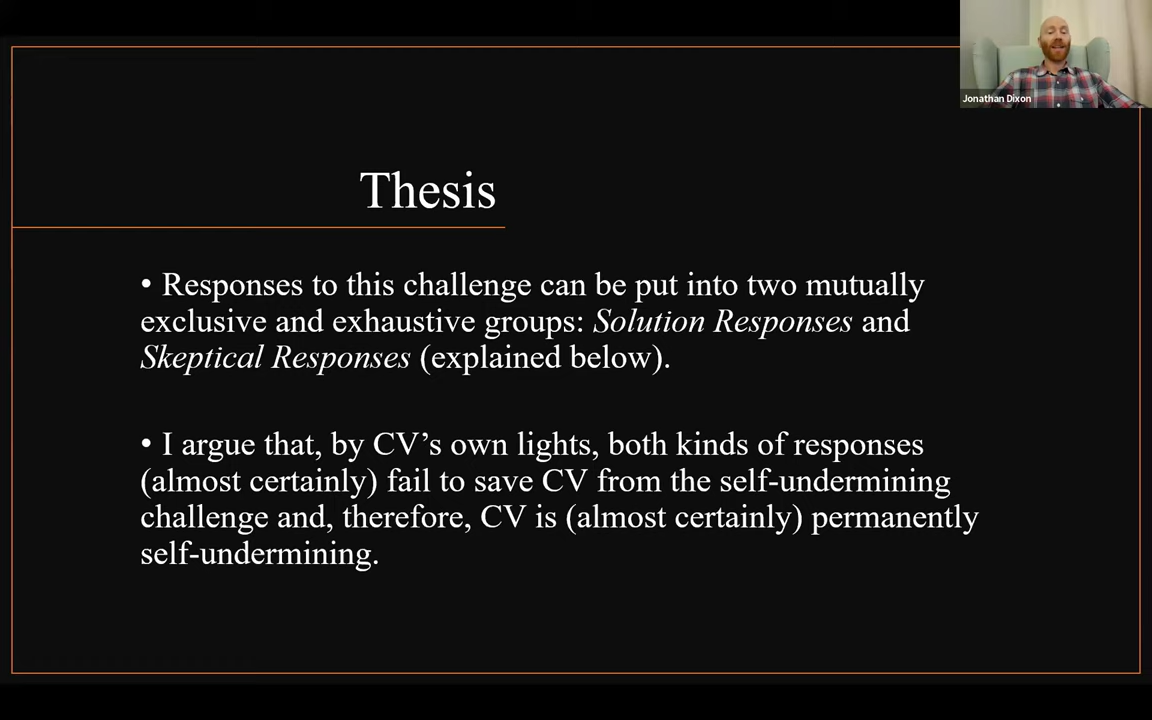 Jonathan Dixon
Thesis
• Responses to this challenge can be put into two mutually
exclusive and exhaustive groups: Solution Responses and
Skeptical Responses (explained below).
• I argue that, by CV’s own lights, both kinds of responses
(almost certainly) fail to save CV from the self-undermining
challenge and, therefore, CV is (almost certainly) permanently
self-undermining.